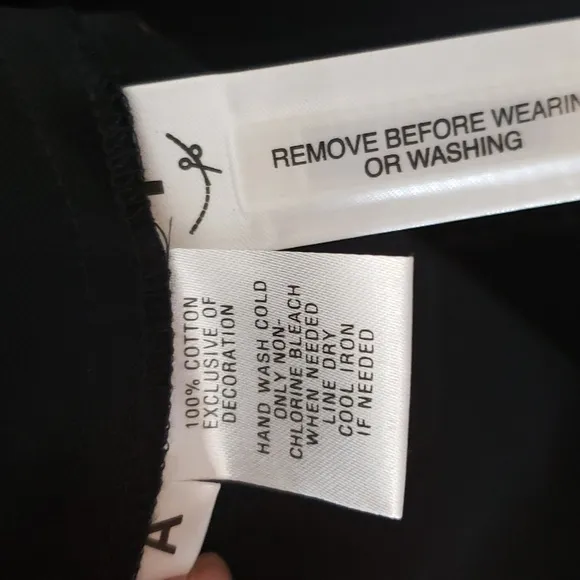 REMOVE BEFORE WEARIN
OR WASHING
100% COTTON
EXCLUSIVE OF
DECORATION
HAND WASH COLD
ONLY NON-
CHLORINE BLEACH
WHEN NEEDED
LINE DRY
COOL IRON
IF NEEDED
A